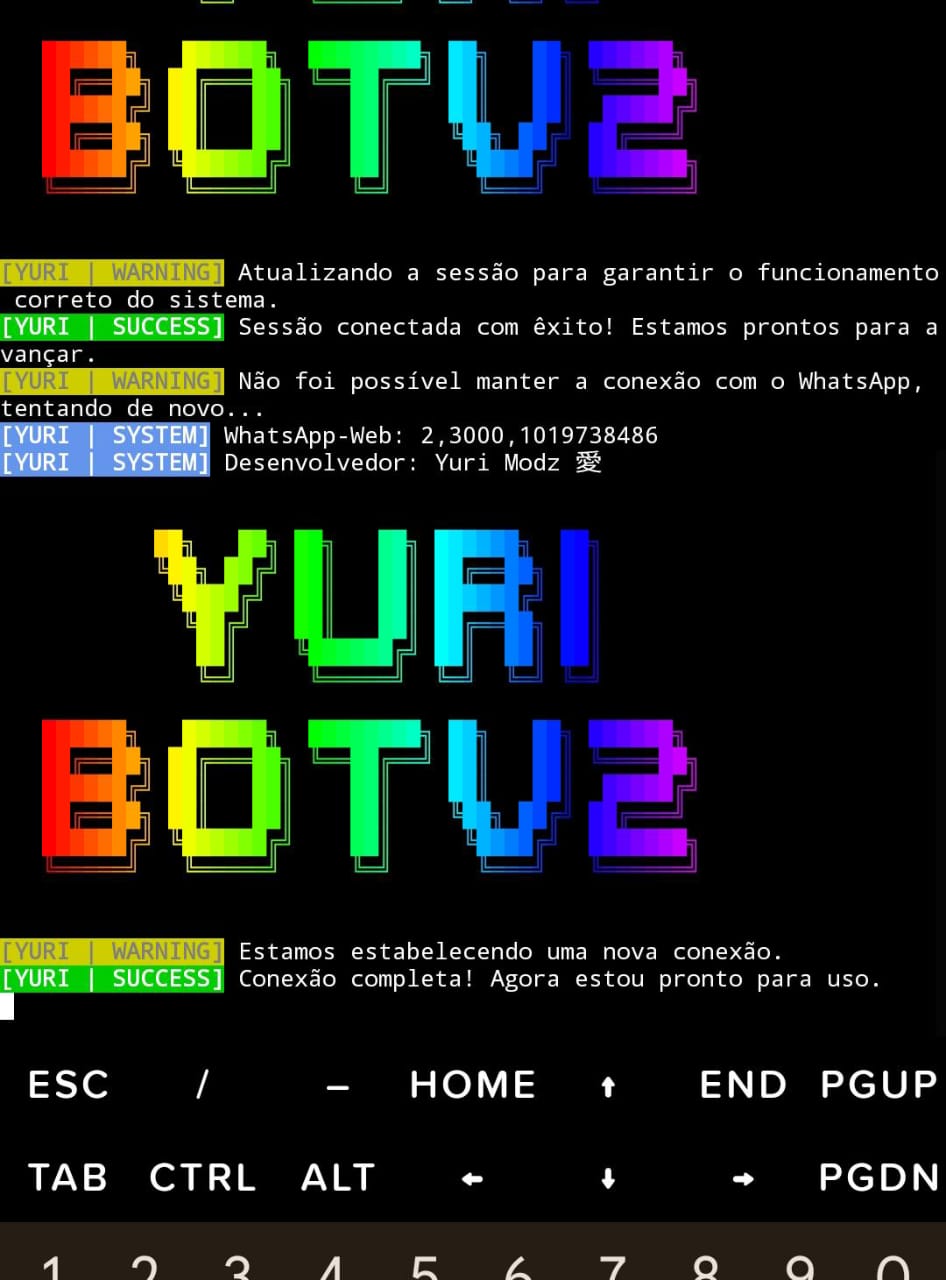 BOTV2
[YURI | WARNING] Atualizando a sessão para garantir o funcionamento
correto do sistema.
[YURI | SUCCESS] Sessão conectada com êxito! Estamos prontos para a
vançar.
[YURI | WARNING] Não foi possível manter a conexão com o WhatsApp,
tentando de novo...
[YURI | SYSTEM] WhatsApp-Web: 2,3000,1019738486
[YURI | SYSTEM] Desenvolvedor: Yuri Modz 愛
YURI
BOTV2
[YURI | WARNING] Estamos estabelecendo uma nova conexão.
[YURI | SUCCESS] Conexão completa! Agora estou pronto para uso.
ESC / — HOME ↑ END PGUP
TAB CTRL ALT ← ↓ → PGDN
1 2 3 4 5 6 7 8 9 0